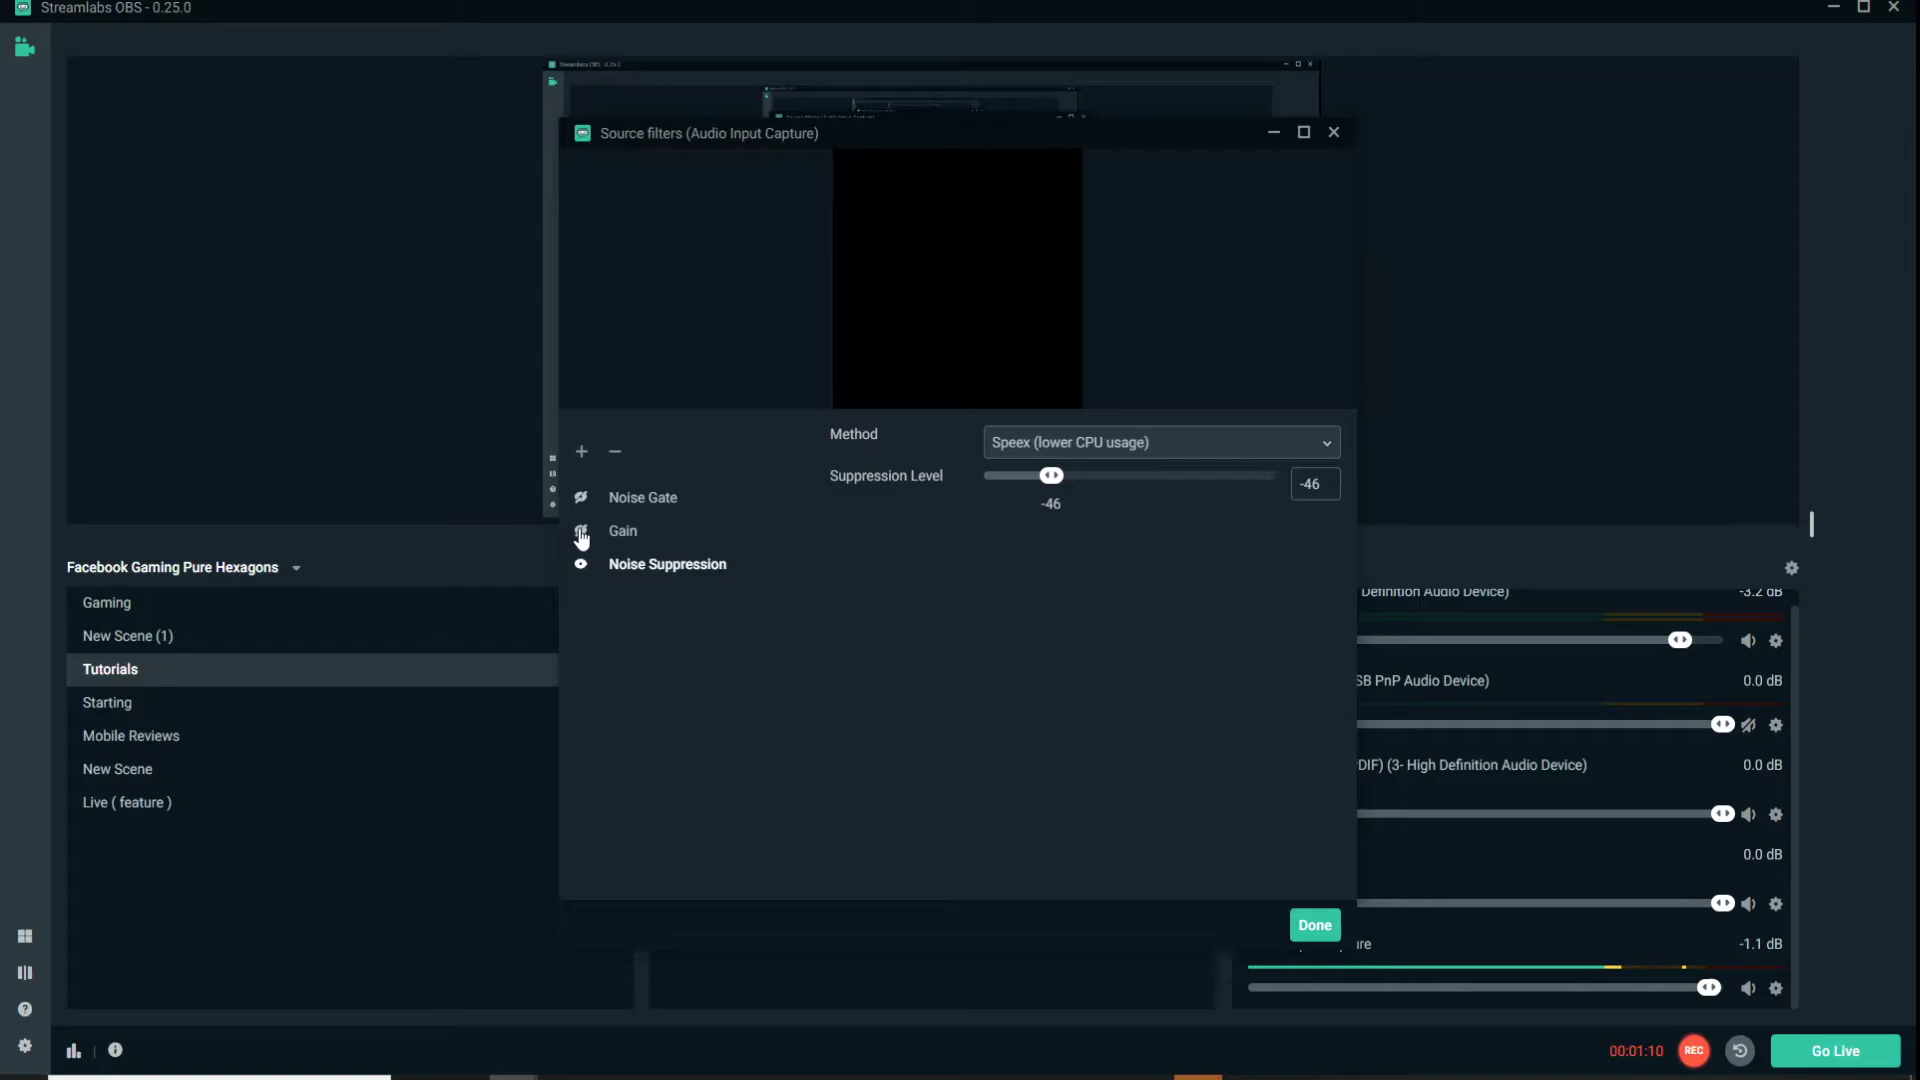 Streamlabs OBS - 0.25.0
Source filters (Audio Input Capture)
Method
Speex (lower CPU usage)
Suppression Level
-46
-46
Noise Gate
Gain
Noise Suppression
Done
Facebook Gaming Pure Hexagons
Gaming
New Scene (1)
Tutorials
Starting
Mobile Reviews
New Scene
Live ( feature )
Definition Audio Device)
-3.2 dB
SB PnP Audio Device)
0.0 dB
DIF) (3- High Definition Audio Device)
0.0 dB
0.0 dB
ure
-1.1 dB
00:01:10
REC
Go Live